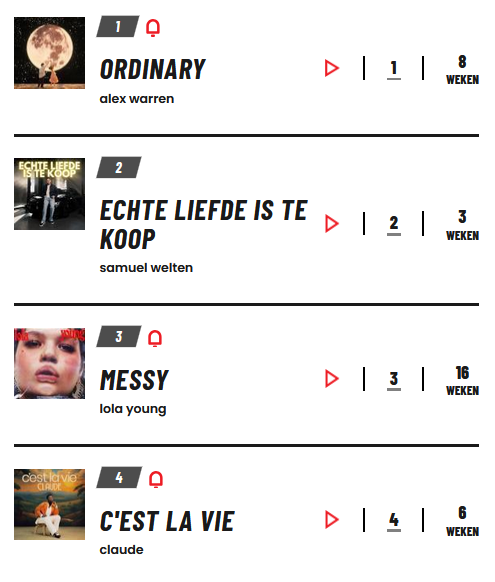 1
ORDINARY
alex warren
1
8
WEKEN
ECHTE LIEFDE
IS TE KOOP
2
ECHTE LIEFDE IS TE
KOOP
samuel welten
2
3
WEKEN
3
MESSY
lola young
3
16
WEKEN
c'est la vie
CLAUDE
4
C'EST LA VIE
claude
4
6
WEKEN